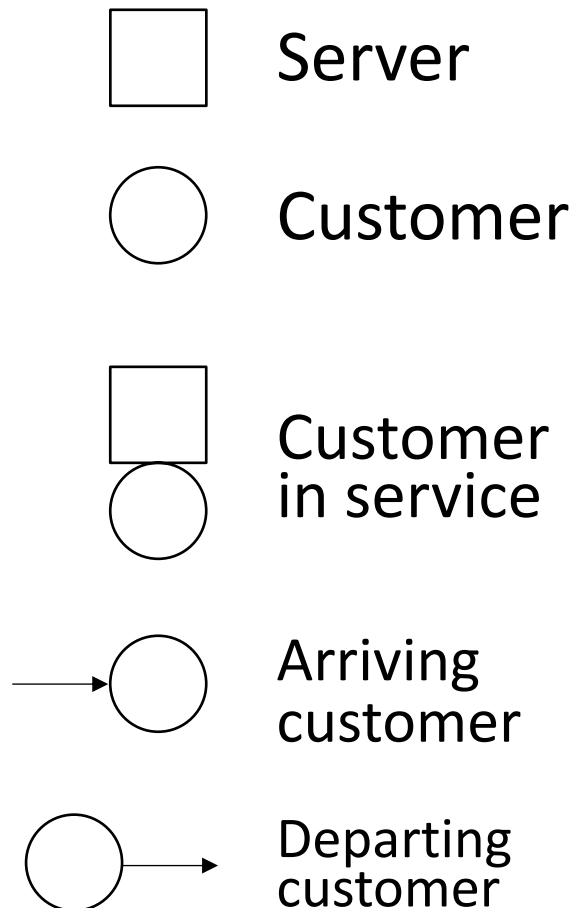 Server
Customer
Customer
in service
Arriving
customer
Departing
customer